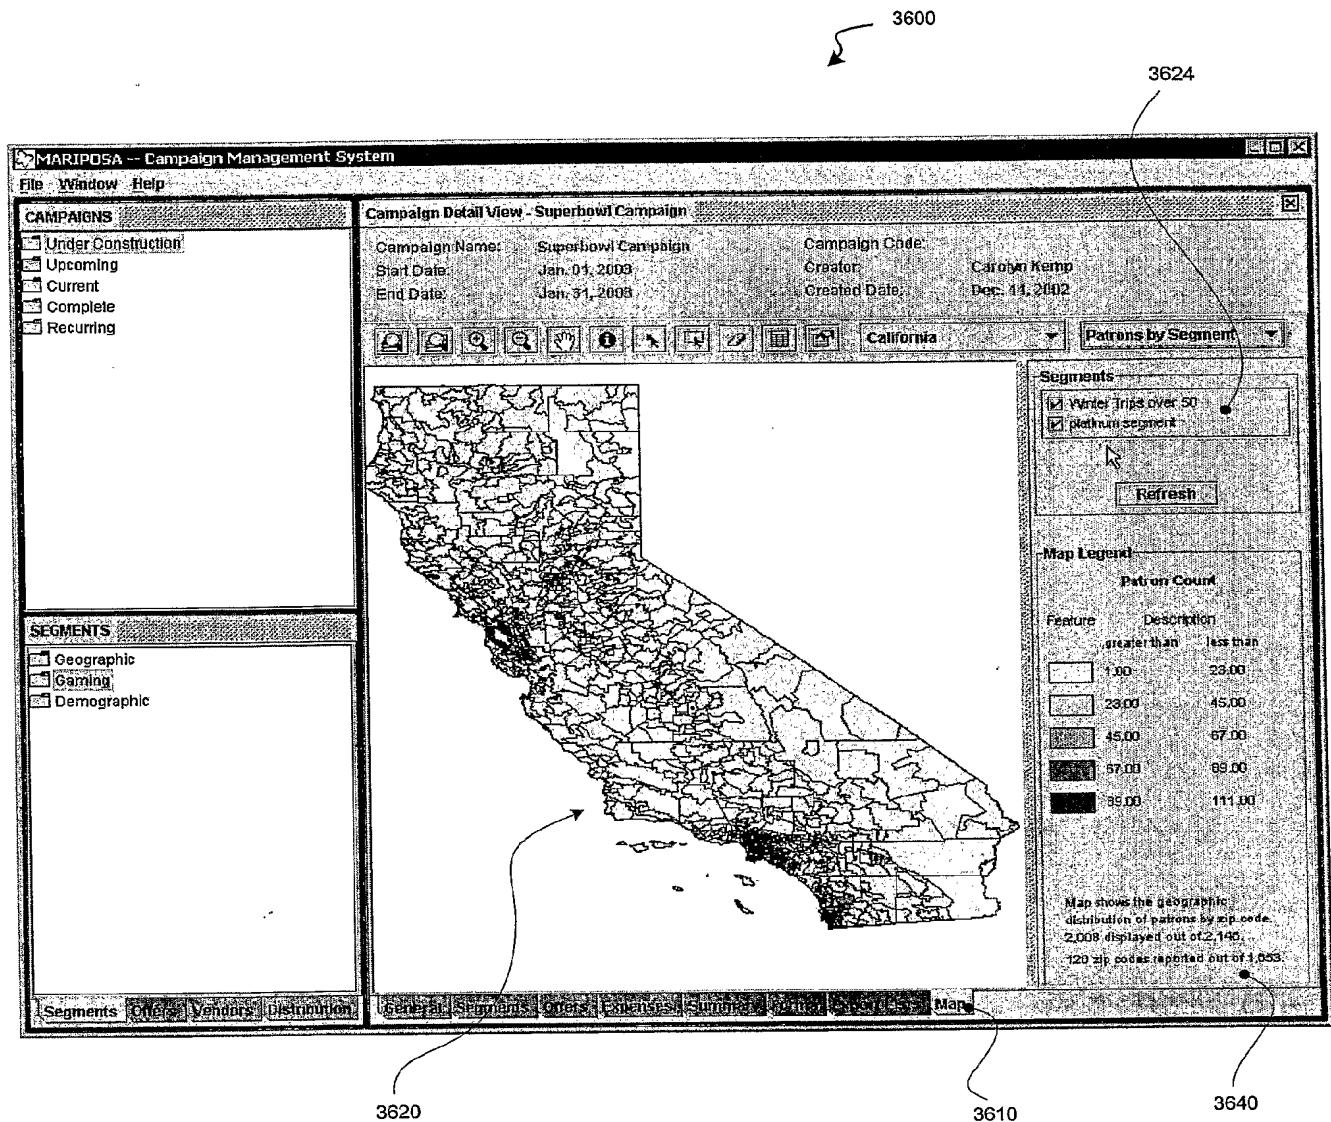 3600
3624
MARIPOSA -- Campaign Management System
File Window Help
CAMPAIGNS
Under Construction
Upcoming
Current
Complete
Recurring
Campaign Detail View - Superbowl Campaign
Campaign Name: Superbowl Campaign Campaign Code:
Start Date: Jan. 01, 2003 Creator: Carolyn Kemp
End Date: Jan. 31, 2003 Created Date: Dec. 11, 2002
California
Patrons by Segment
Segments
Winter Trips over 50
platinum segment
Refresh
Map Legend
Patron Count
Feature Description
greater than less than
1.00 23.00
23.00 45.00
45.00 67.00
67.00 89.00
89.00 111.00
Map shows the geographic
distribution of patrons by zip code.
2,008 displayed out of 2,145.
120 zip codes reported out of 1,653.
SEGMENTS
Geographic
Gaming
Demographic
Segments Offers Vendors Distribution
General Segments Offers Expenses Summary Map
3620
3610
3640